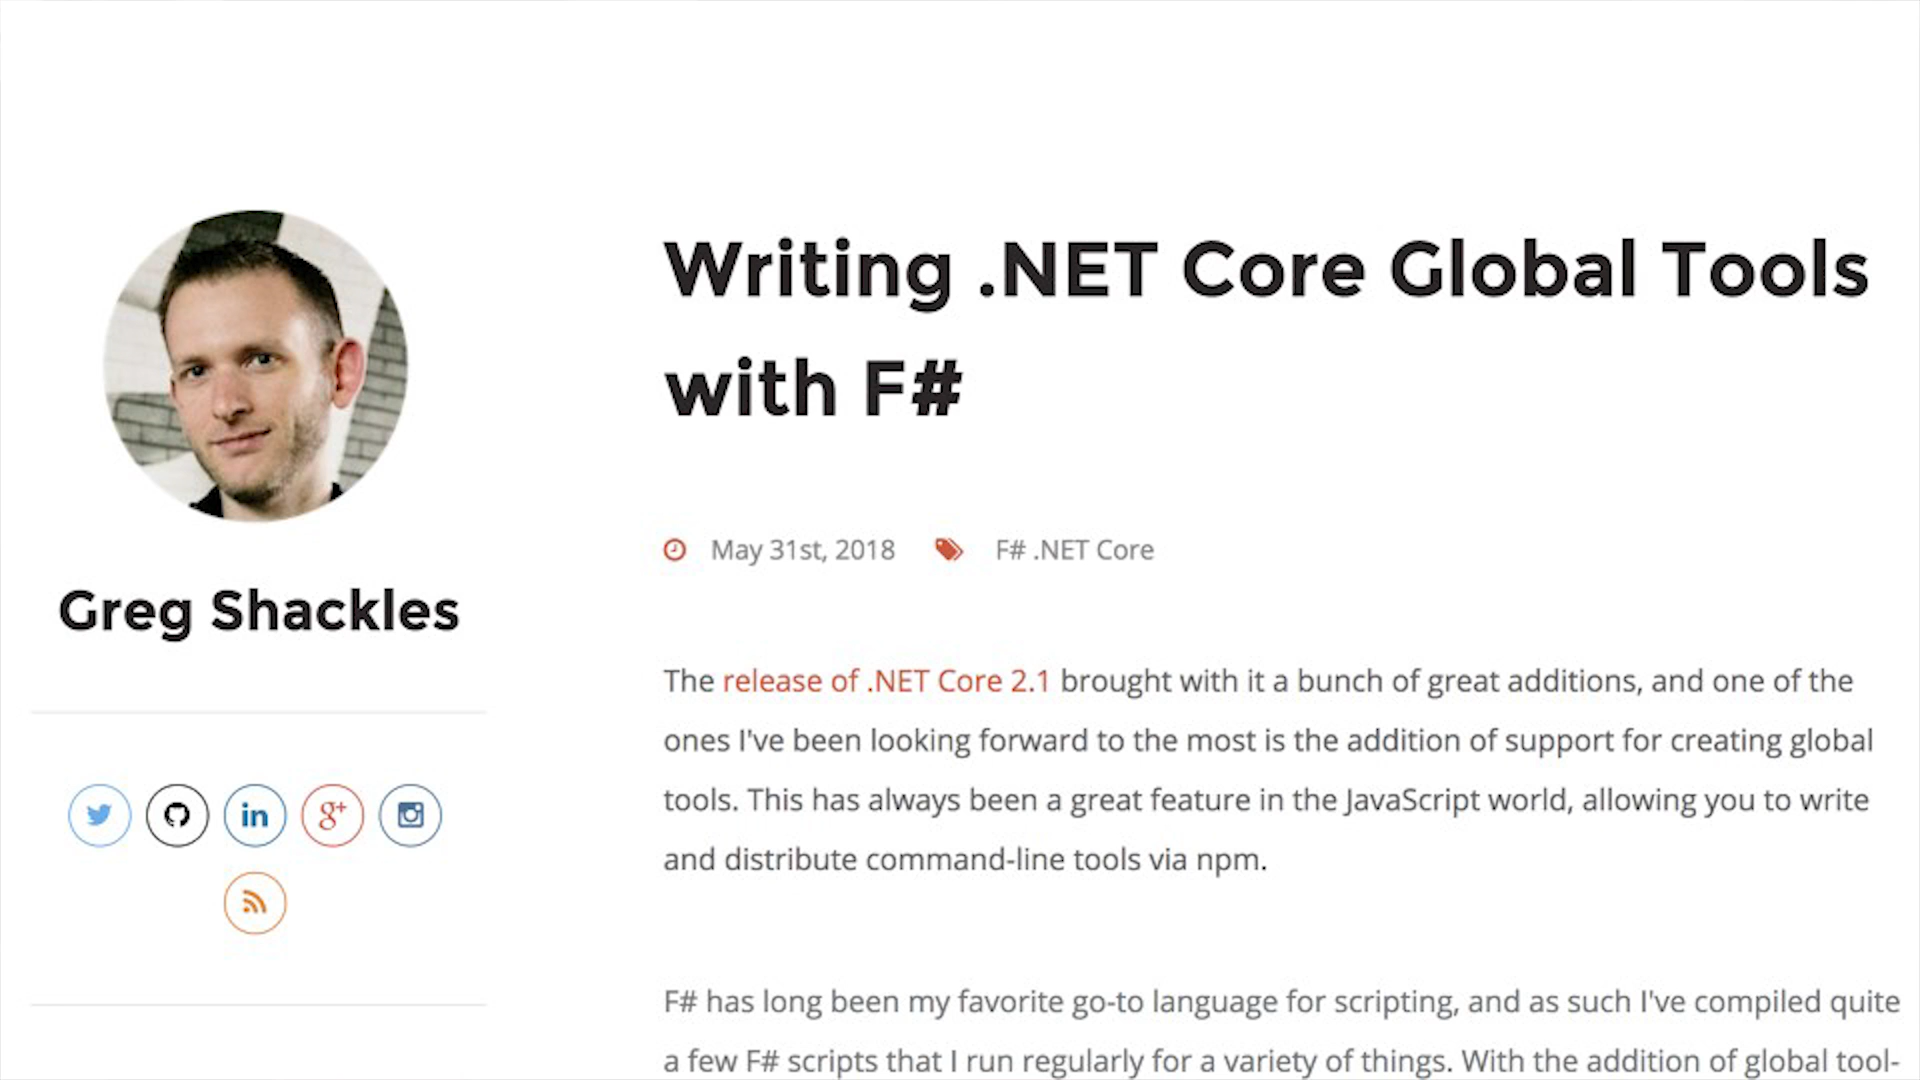 Writing .NET Core Global Tools
with F#
May 31st, 2018 F# .NET Core
Greg Shackles
in g+
The release of .NET Core 2.1 brought with it a bunch of great additions, and one of the
ones I've been looking forward to the most is the addition of support for creating global
tools. This has always been a great feature in the JavaScript world, allowing you to write
and distribute command-line tools via npm.
F# has long been my favorite go-to language for scripting, and as such I've compiled quite
a few F# scripts that I run regularly for a variety of things. With the addition of global tool-